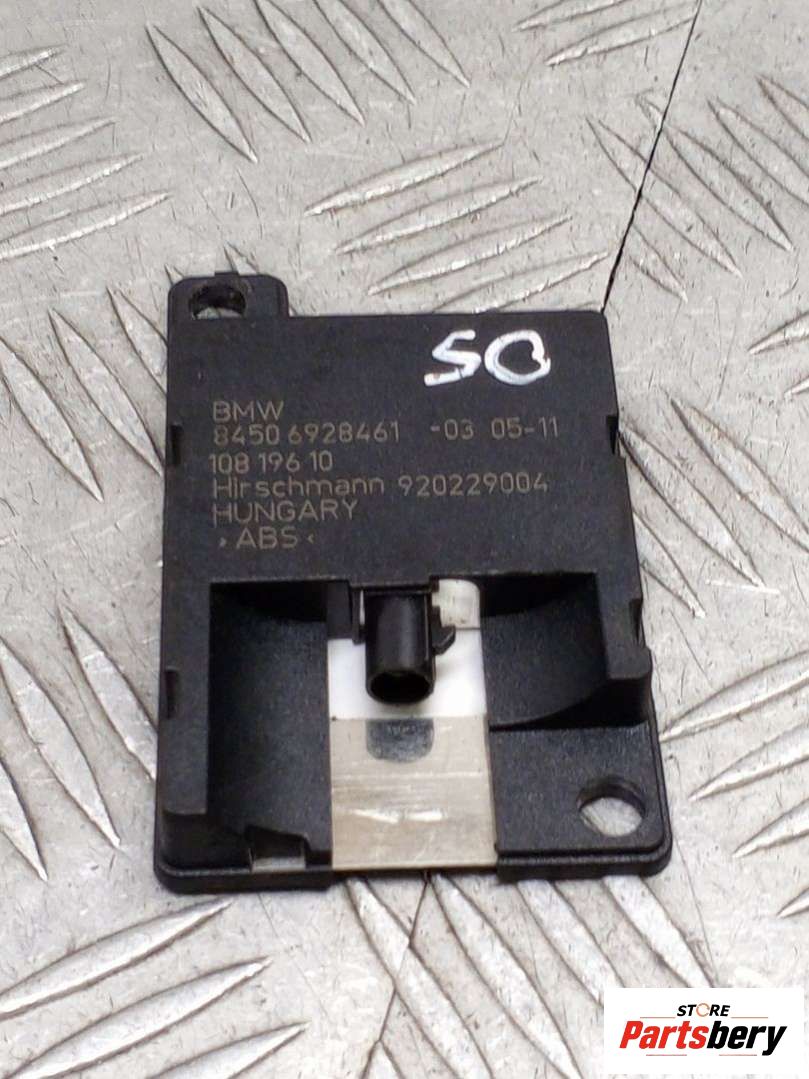 50
BMW
8450 6928461 -03 05-11
108 196 10
Hirschmann 920229004
HUNGARY
>ABS<
STORE
Partsbery